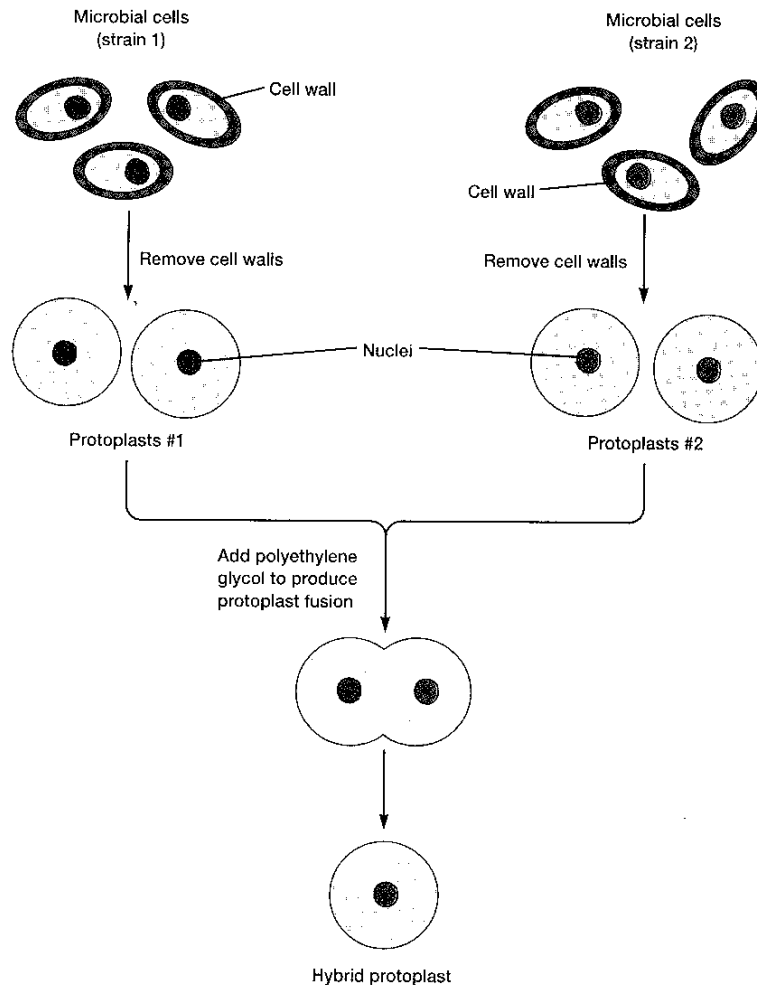 Microbial cells
(strain 1)
Microbial cells
(strain 2)
Cell wall
Cell wall
Remove cell walis
Remove cell walls
Nuclei
Protoplasts #1
Protoplasts #2
Add polyethylene
glycol to produce
protoplast fusion
Hybrid protoplast